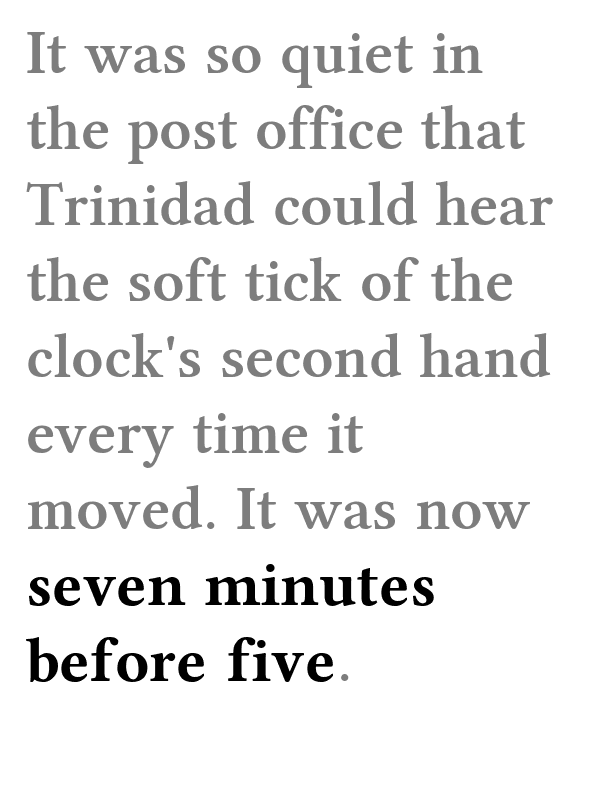 It was so quiet in
the post office that
Trinidad could hear
the soft tick of the
clock's second hand
every time it
moved. It was now
seven minutes
before five.